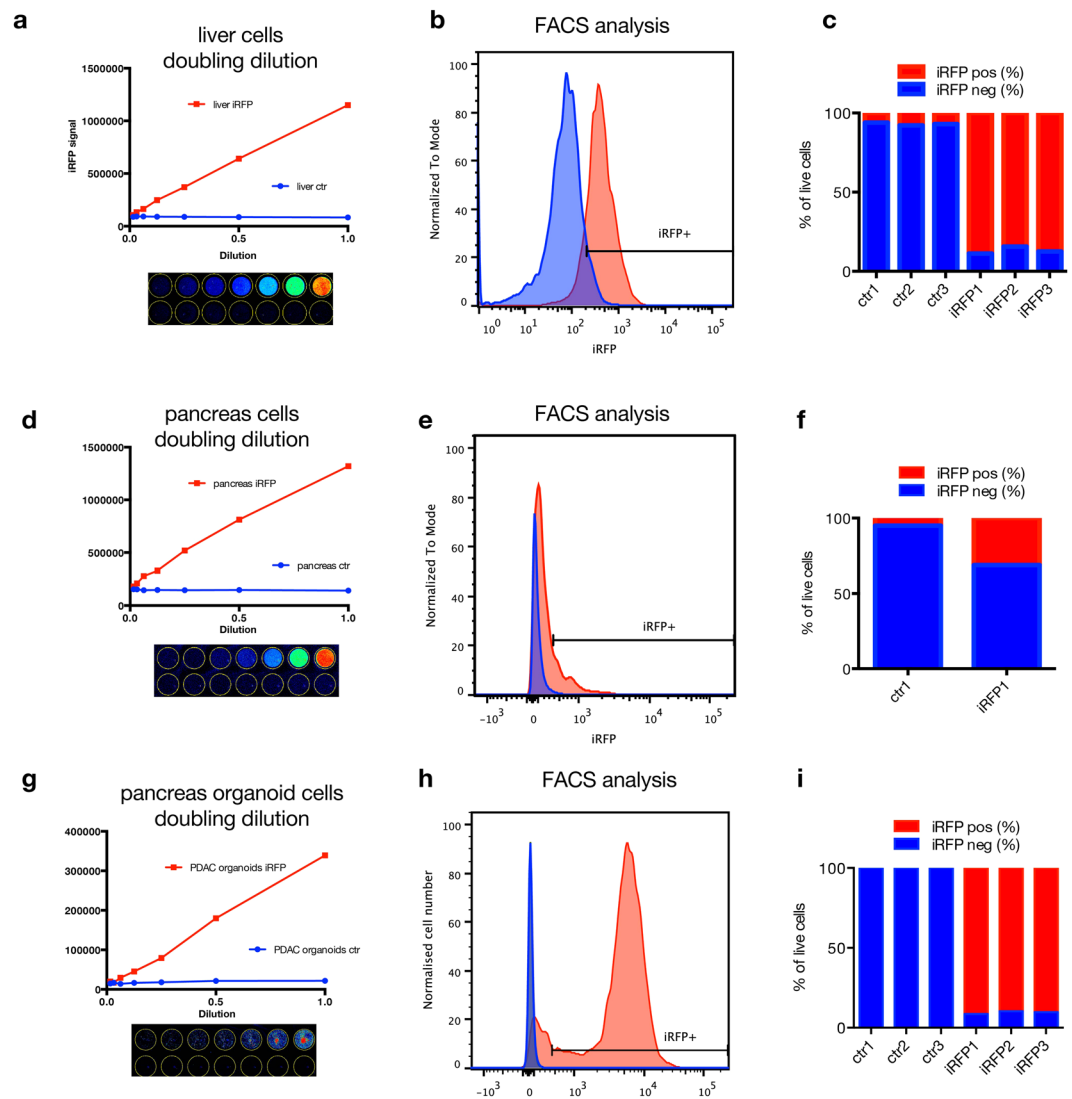 a
liver cells
doubling dilution
1500000
1000000
500000
0
iRFP signal
liver iRFP
liver ctr
0.0
0.5
1.0
Dilution
b
FACS analysis
100
80
60
40
20
0
Normalized To Mode
iRFP+
10^0
10^1
10^2
10^3
10^4
10^5
iRFP
c
iRFP pos (%)
iRFP neg (%)
100
50
0
% of live cells
ctr1
ctr2
ctr3
iRFP1
iRFP2
iRFP3
d
pancreas cells
doubling dilution
1500000
1000000
500000
0
pancreas iRFP
pancreas ctr
0.0
0.5
1.0
Dilution
e
FACS analysis
100
80
60
40
20
0
Normalized To Mode
iRFP+
-10^3
0
10^3
10^4
10^5
iRFP
f
iRFP pos (%)
iRFP neg (%)
100
50
0
% of live cells
ctr1
iRFP1
g
pancreas organoid cells
doubling dilution
400000
300000
200000
100000
0
PDAC organoids iRFP
PDAC organoids ctr
0.0
0.5
1.0
Dilution
h
FACS analysis
100
80
60
40
20
0
Normalised cell number
iRFP+
-10^3
0
10^3
10^4
10^5
i
iRFP pos (%)
iRFP neg (%)
100
50
0
% of live cells
ctr1
ctr2
ctr3
iRFP1
iRFP2
iRFP3